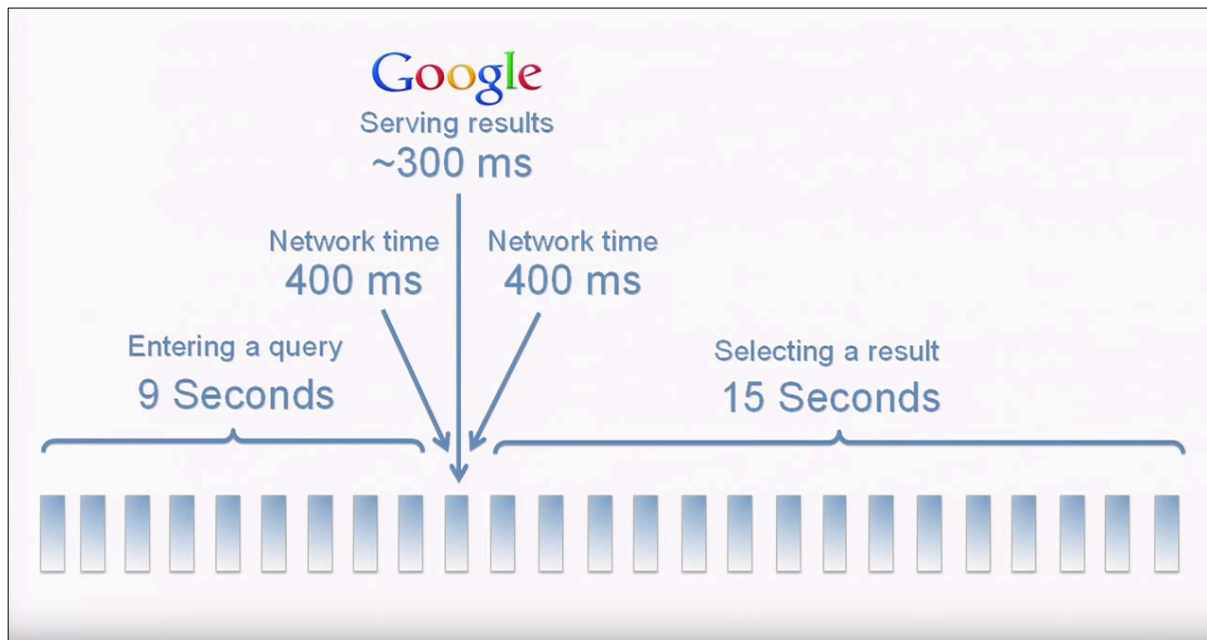 Google
Serving results
~300 ms
Network time
400 ms
Network time
400 ms
Entering a query
9 Seconds
Selecting a result
15 Seconds